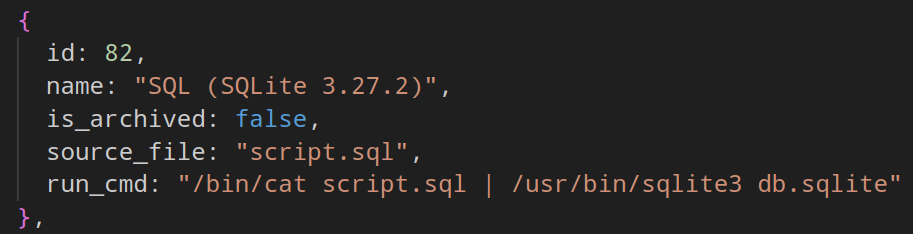 {
id: 82,
name: "SQL (SQLite 3.27.2)",
is_archived: false,
source_file: "script.sql",
run_cmd: "/bin/cat script.sql | /usr/bin/sqlite3 db.sqlite"
},